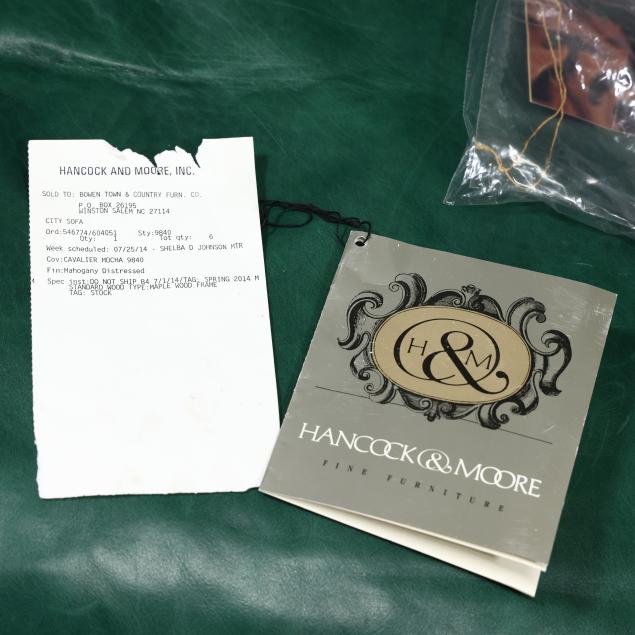 HANCOCK AND MOORE, INC.
SOLD TO: BOWEN TOWN & COUNTRY FURN. CO.
P.O. BOX 26195
WINSTON SALEM NC 27114
CITY SOFA
Ord:546774/604051 Sty:9840
Qty: 1 Tot qty: 6
Week scheduled: 07/25/14 - SHELBA D JOHNSON MTR
Cov:CAVALIER MOCHA 9840
Fin:Mahogany Distressed
Spec inst:DO NOT SHIP B4 7/1/14/TAG: SPRING 2014 M
STANDARD WOOD TYPE:MAPLE WOOD FRAME
TAG: STOCK
H & M
HANCOCK & MOORE
FINE FURNITURE